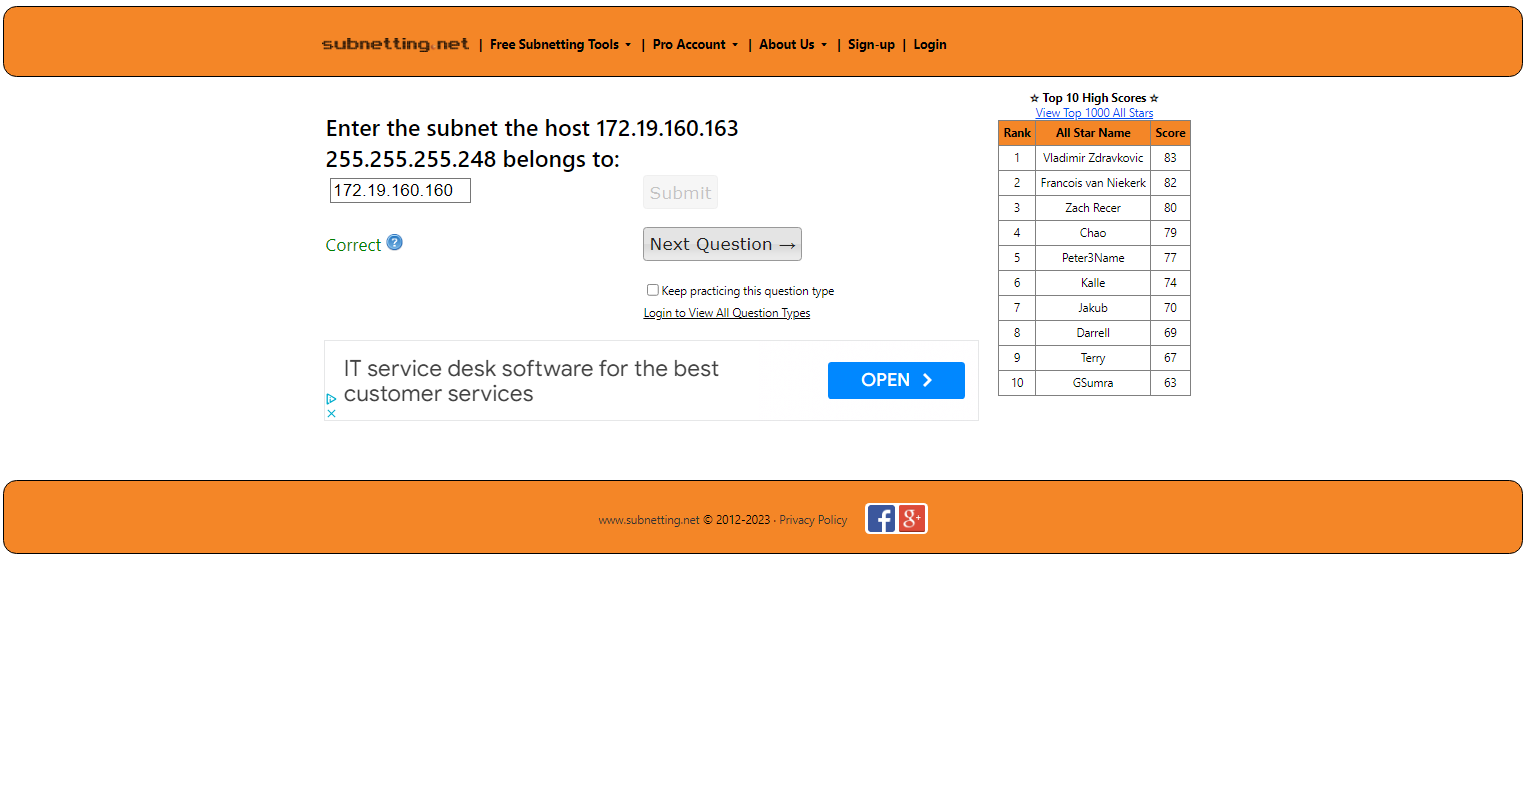 subnetting.net | Free Subnetting Tools | Pro Account | About Us | Sign-up | Login
Enter the subnet the host 172.19.160.163
255.255.255.248 belongs to:
172.19.160.160
Submit
Correct
Next Question →
Keep practicing this question type
Login to View All Question Types
IT service desk software for the best
customer services
OPEN
☆ Top 10 High Scores ☆
View Top 1000 All Stars
Rank All Star Name Score
1 Vladimir Zdravkovic 83
2 Francois van Niekerk 82
3 Zach Recer 80
4 Chao 79
5 Peter3Name 77
6 Kalle 74
7 Jakub 70
8 Darrell 69
9 Terry 67
10 GSumra 63
www.subnetting.net © 2012-2023 · Privacy Policy